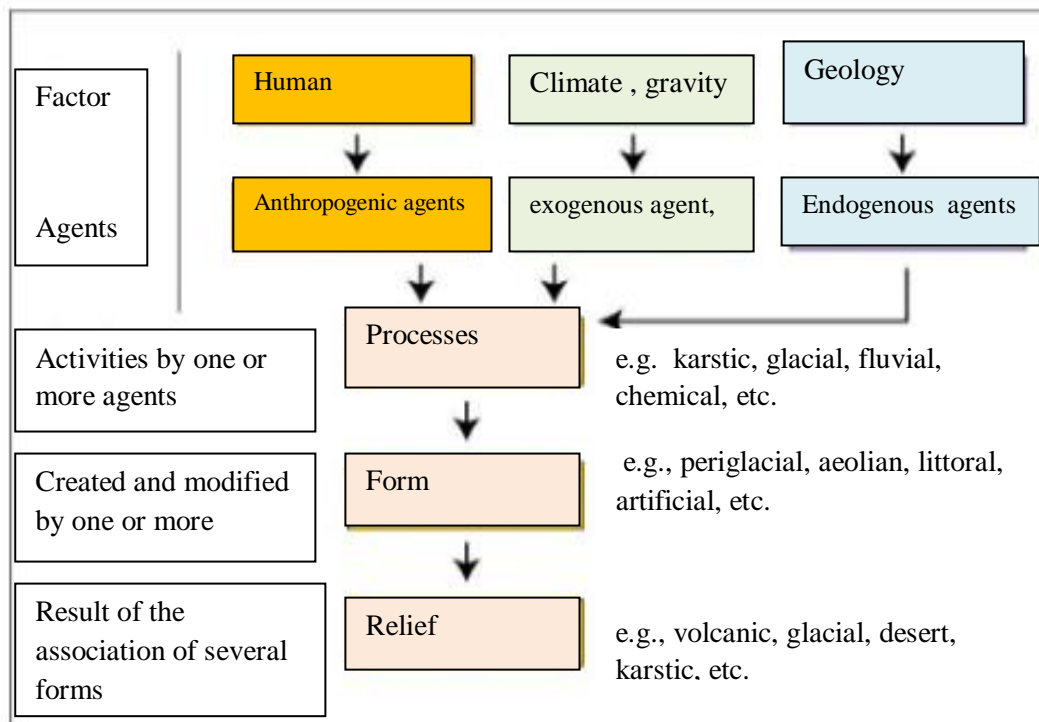 Factor
Human
Climate , gravity
Geology
Agents
Anthropogenic agents
exogenous agent,
Endogenous agents
Activities by one or
more agents
Processes
e.g. karstic, glacial, fluvial,
chemical, etc.
Created and modified
by one or more
Form
e.g., periglacial, aeolian, littoral,
artificial, etc.
Result of the
association of several
forms
Relief
e.g., volcanic, glacial, desert,
karstic, etc.